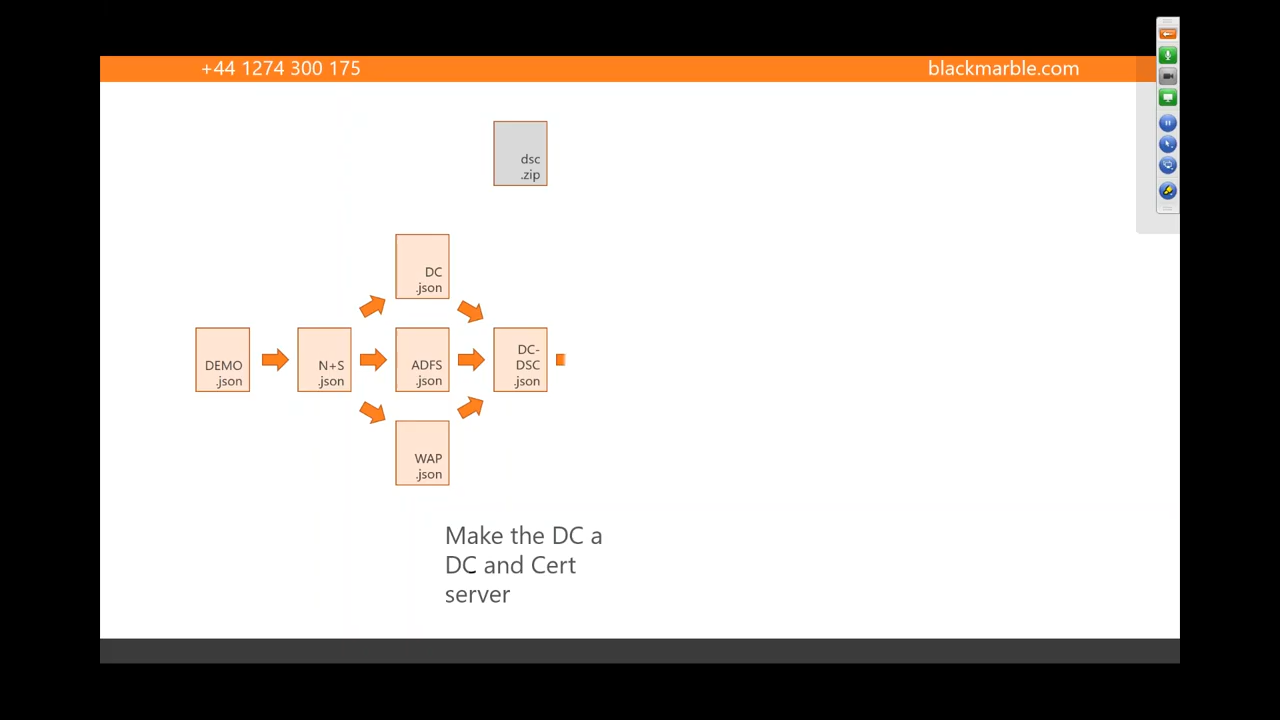 +44 1274 300 175
blackmarble.com
dsc
.zip
DC
.json
DEMO
.json
N+S
.json
ADFS
.json
DC-
DSC
.json
WAP
.json
Make the DC a
DC and Cert
server